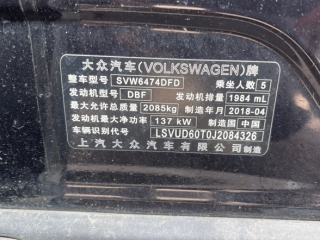 大众汽车(VOLKSWAGEN)牌
整车型号 SVW6474DFD 乘坐人数 5
发动机型号 DBF 发动机排量 1984 mL
最大允许总质量 2085kg 制造年月 2018-04
发动机最大净功率 137 kW 制造国 中国
车辆识别代号 LSVUD60T0J2084326
上汽大众汽车有限公司 制造